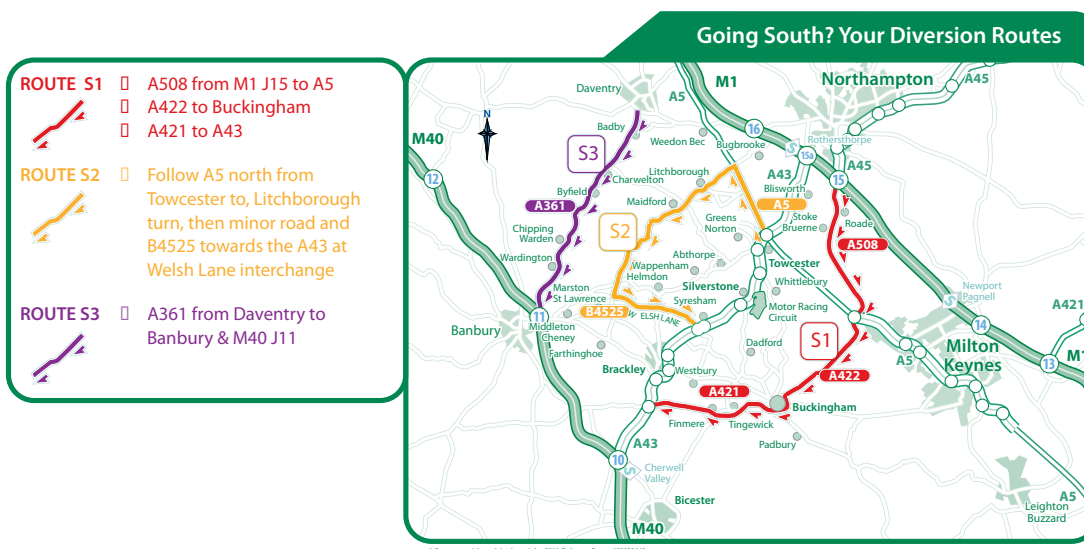 Going South? Your Diversion Routes
ROUTE S1
A508 from M1 J15 to A5
A422 to Buckingham
A421 to A43
ROUTE S2
Follow A5 north from
Towcester to, Litchborough
turn, then minor road and
B4525 towards the A43 at
Welsh Lane interchange
ROUTE S3
A361 from Daventry to
Banbury & M40 J11
N
M40
12
Daventry
A5
M1
Northampton
A45
Badby
Weedon Bec
16
Bugbrooke
Rothersthorpe
S
15a
A45
S3
Charwelton
Litchborough
A43
15
Blisworth
Byfield
A361
Maidford
A5
Greens
Norton
Stoke
Bruerne
Roade
S2
Chipping
Warden
A508
Wardington
Abthorpe
Wappenham
Helmdon
Towcester
Silverstone
Whittlebury
Marston
St Lawrence
Syresham
Motor Racing
Circuit
Newport
Pagnell
S
A421
11
B4525
W ELSH LANE
Banbury
Middleton
Cheney
Farthinghoe
S1
14
Dadford
Milton
Keynes
A5
M1
13
Brackley
Westbury
A422
A421
Buckingham
Finmere
Tingewick
Padbury
A43
10
S
Cherwell
Valley
Bicester
M40
A5
Leighton
Buzzard